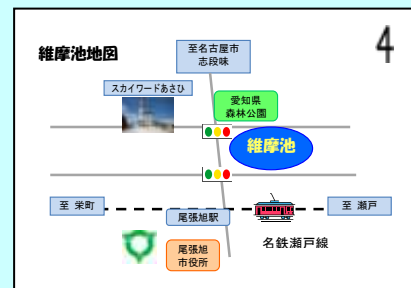 維摩池地図
4
至名古屋市
志段味
スカイワードあさひ
愛知県
森林公園
維摩池
至 栄町
尾張旭駅
至 瀬戸
名鉄瀬戸線
尾張旭
市役所